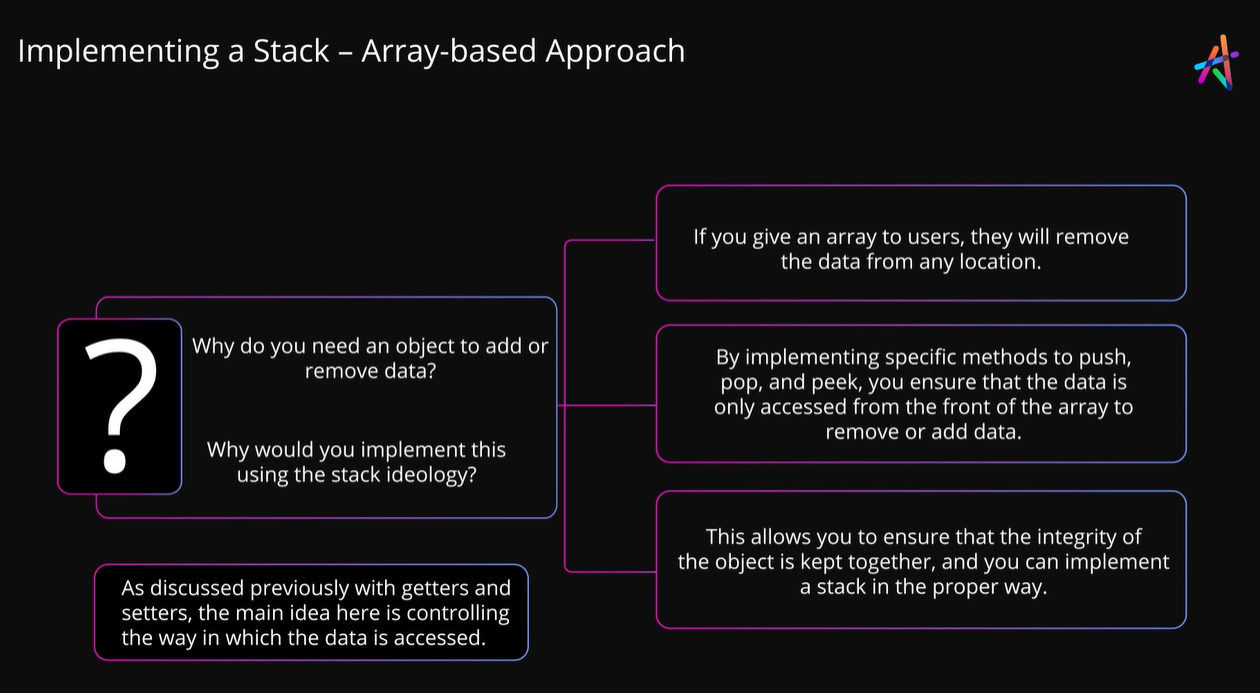 Implementing a Stack – Array-based Approach
?
Why do you need an object to add or
remove data?
Why would you implement this
using the stack ideology?
As discussed previously with getters and
setters, the main idea here is controlling
the way in which the data is accessed.
If you give an array to users, they will remove
the data from any location.
By implementing specific methods to push,
pop, and peek, you ensure that the data is
only accessed from the front of the array to
remove or add data.
This allows you to ensure that the integrity of
the object is kept together, and you can implement
a stack in the proper way.